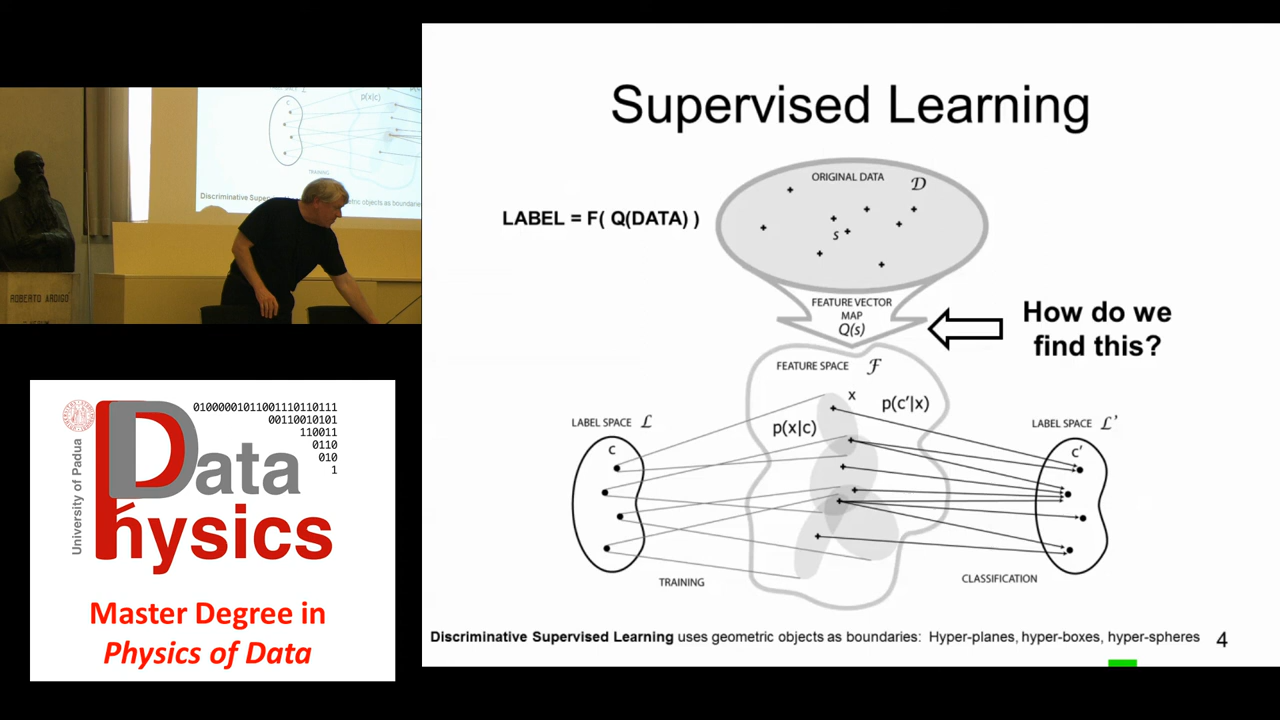 Supervised Learning
ORIGINAL DATA 𝒟
LABEL = F( Q(DATA) )
s
FEATURE VECTOR
MAP
Q(s)
How do we
find this?
FEATURE SPACE ℱ
x
p(c'|x)
p(x|c)
LABEL SPACE ℒ
c
LABEL SPACE ℒ'
c'
TRAINING
CLASSIFICATION
Discriminative Supervised Learning uses geometric objects as boundaries: Hyper-planes, hyper-boxes, hyper-spheres
4
c
p(x|c)
TRAINING
ROBERTO ARDIGO
01000001011001110110111
00110010101
110011
0110
010
1
University of Padua
Data
Physics
Master Degree in
Physics of Data